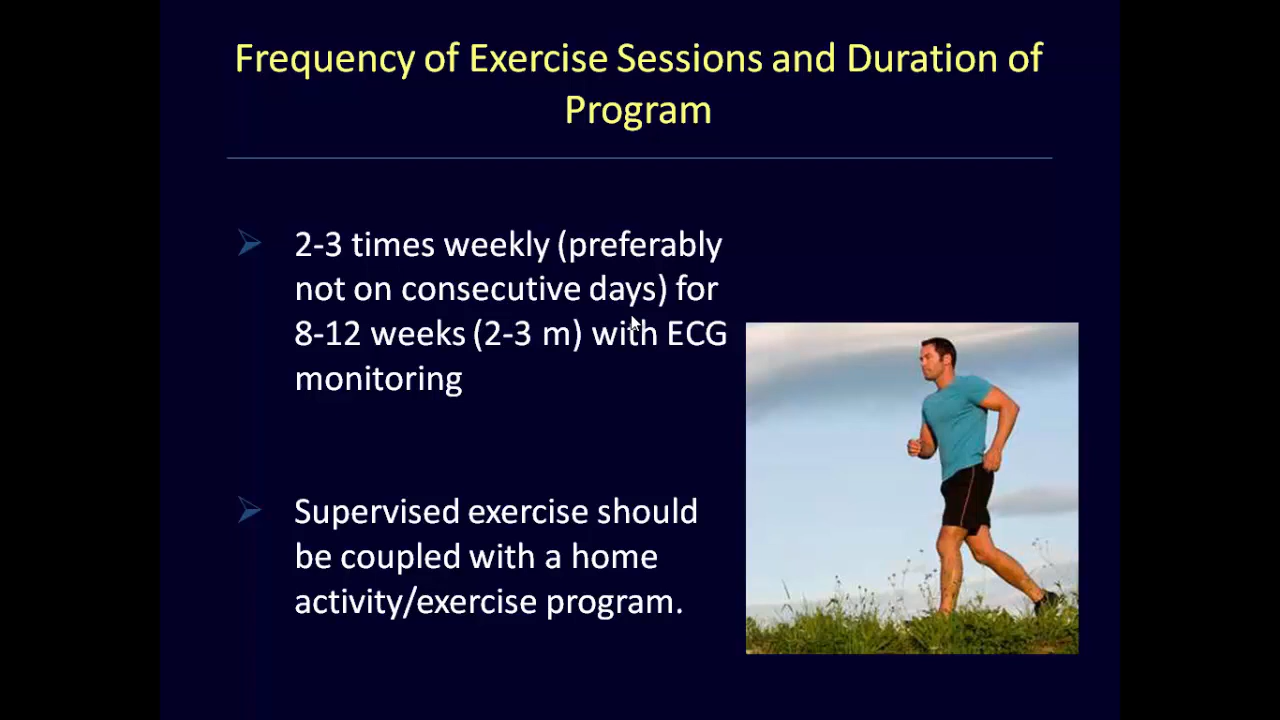 Frequency of Exercise Sessions and Duration of
Program
2-3 times weekly (preferably
not on consecutive days) for
8-12 weeks (2-3 m) with ECG
monitoring
Supervised exercise should
be coupled with a home
activity/exercise program.